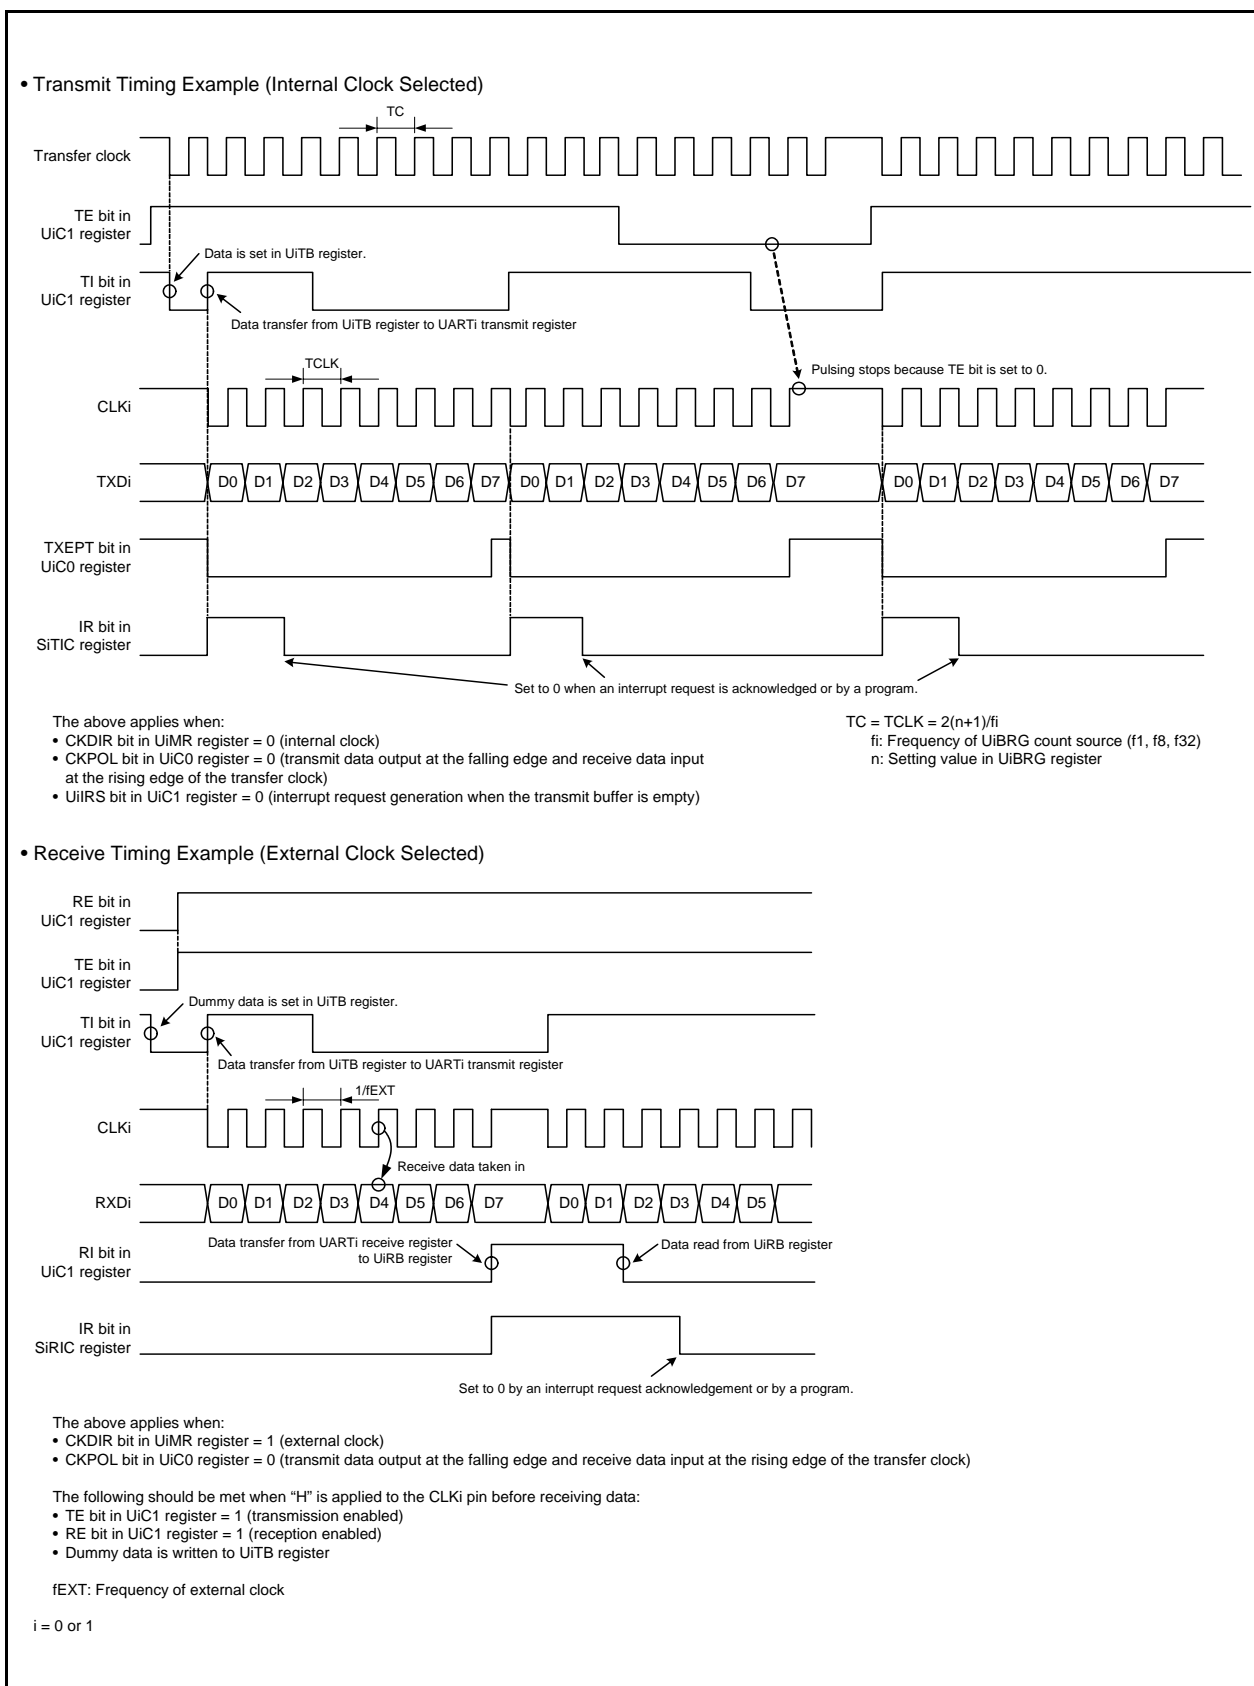 • Transmit Timing Example (Internal Clock Selected)
TC
Transfer clock
TE bit in
UiC1 register
Data is set in UiTB register.
TI bit in
UiC1 register
Data transfer from UiTB register to UARTi transmit register
TCLK
Pulsing stops because TE bit is set to 0.
CLKi
TXDi D0 D1 D2 D3 D4 D5 D6 D7 D0 D1 D2 D3 D4 D5 D6 D7 D0 D1 D2 D3 D4 D5 D6 D7
TXEPT bit in
UiC0 register
IR bit in
SiTIC register
Set to 0 when an interrupt request is acknowledged or by a program.
The above applies when:
• CKDIR bit in UiMR register = 0 (internal clock)
• CKPOL bit in UiC0 register = 0 (transmit data output at the falling edge and receive data input
at the rising edge of the transfer clock)
• UiIRS bit in UiC1 register = 0 (interrupt request generation when the transmit buffer is empty)
TC = TCLK = 2(n+1)/fi
fi: Frequency of UiBRG count source (f1, f8, f32)
n: Setting value in UiBRG register
• Receive Timing Example (External Clock Selected)
RE bit in
UiC1 register
TE bit in
UiC1 register
Dummy data is set in UiTB register.
TI bit in
UiC1 register
Data transfer from UiTB register to UARTi transmit register
1/fEXT
CLKi
Receive data taken in
RXDi D0 D1 D2 D3 D4 D5 D6 D7 D0 D1 D2 D3 D4 D5
Data transfer from UARTi receive register
to UiRB register
Data read from UiRB register
RI bit in
UiC1 register
IR bit in
SiRIC register
Set to 0 by an interrupt request acknowledgement or by a program.
The above applies when:
• CKDIR bit in UiMR register = 1 (external clock)
• CKPOL bit in UiC0 register = 0 (transmit data output at the falling edge and receive data input at the rising edge of the transfer clock)
The following should be met when “H” is applied to the CLKi pin before receiving data:
• TE bit in UiC1 register = 1 (transmission enabled)
• RE bit in UiC1 register = 1 (reception enabled)
• Dummy data is written to UiTB register
fEXT: Frequency of external clock
i = 0 or 1